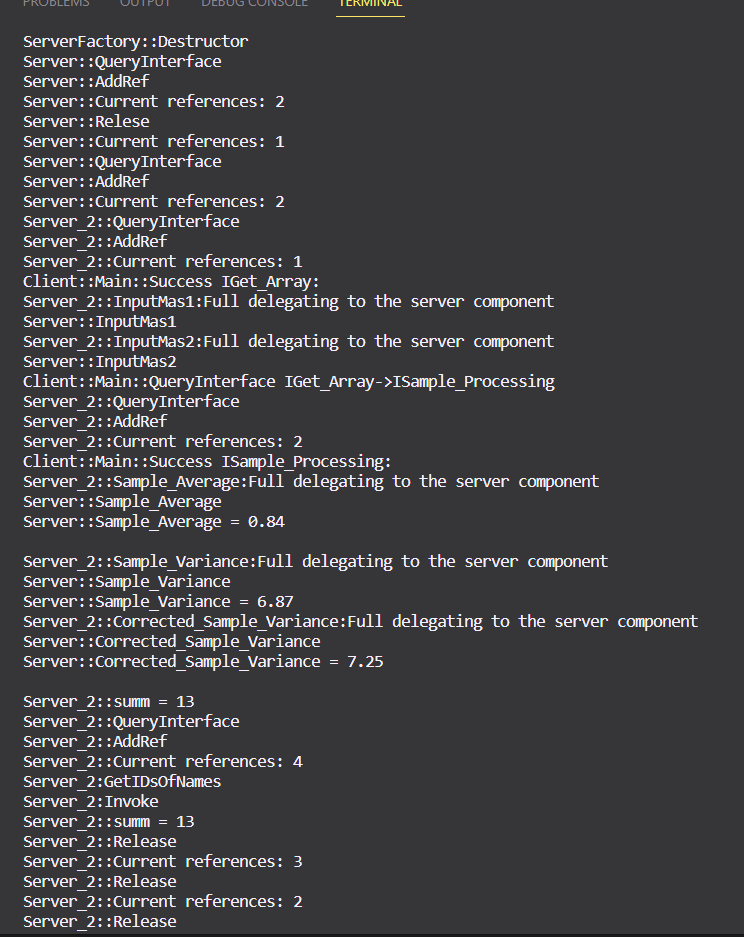 PROBLEMS OUTPUT DEBUG CONSOLE TERMINAL
ServerFactory::Destructor
Server::QueryInterface
Server::AddRef
Server::Current references: 2
Server::Relese
Server::Current references: 1
Server::QueryInterface
Server::AddRef
Server::Current references: 2
Server_2::QueryInterface
Server_2::AddRef
Server_2::Current references: 1
Client::Main::Success IGet_Array:
Server_2::InputMas1:Full delegating to the server component
Server::InputMas1
Server_2::InputMas2:Full delegating to the server component
Server::InputMas2
Client::Main::QueryInterface IGet_Array->ISample_Processing
Server_2::QueryInterface
Server_2::AddRef
Server_2::Current references: 2
Client::Main::Success ISample_Processing:
Server_2::Sample_Average:Full delegating to the server component
Server::Sample_Average
Server::Sample_Average = 0.84
Server_2::Sample_Variance:Full delegating to the server component
Server::Sample_Variance
Server::Sample_Variance = 6.87
Server_2::Corrected_Sample_Variance:Full delegating to the server component
Server::Corrected_Sample_Variance
Server::Corrected_Sample_Variance = 7.25
Server_2::summ = 13
Server_2::QueryInterface
Server_2::AddRef
Server_2::Current references: 4
Server_2:GetIDsOfNames
Server_2:Invoke
Server_2::summ = 13
Server_2::Release
Server_2::Current references: 3
Server_2::Release
Server_2::Current references: 2
Server_2::Release